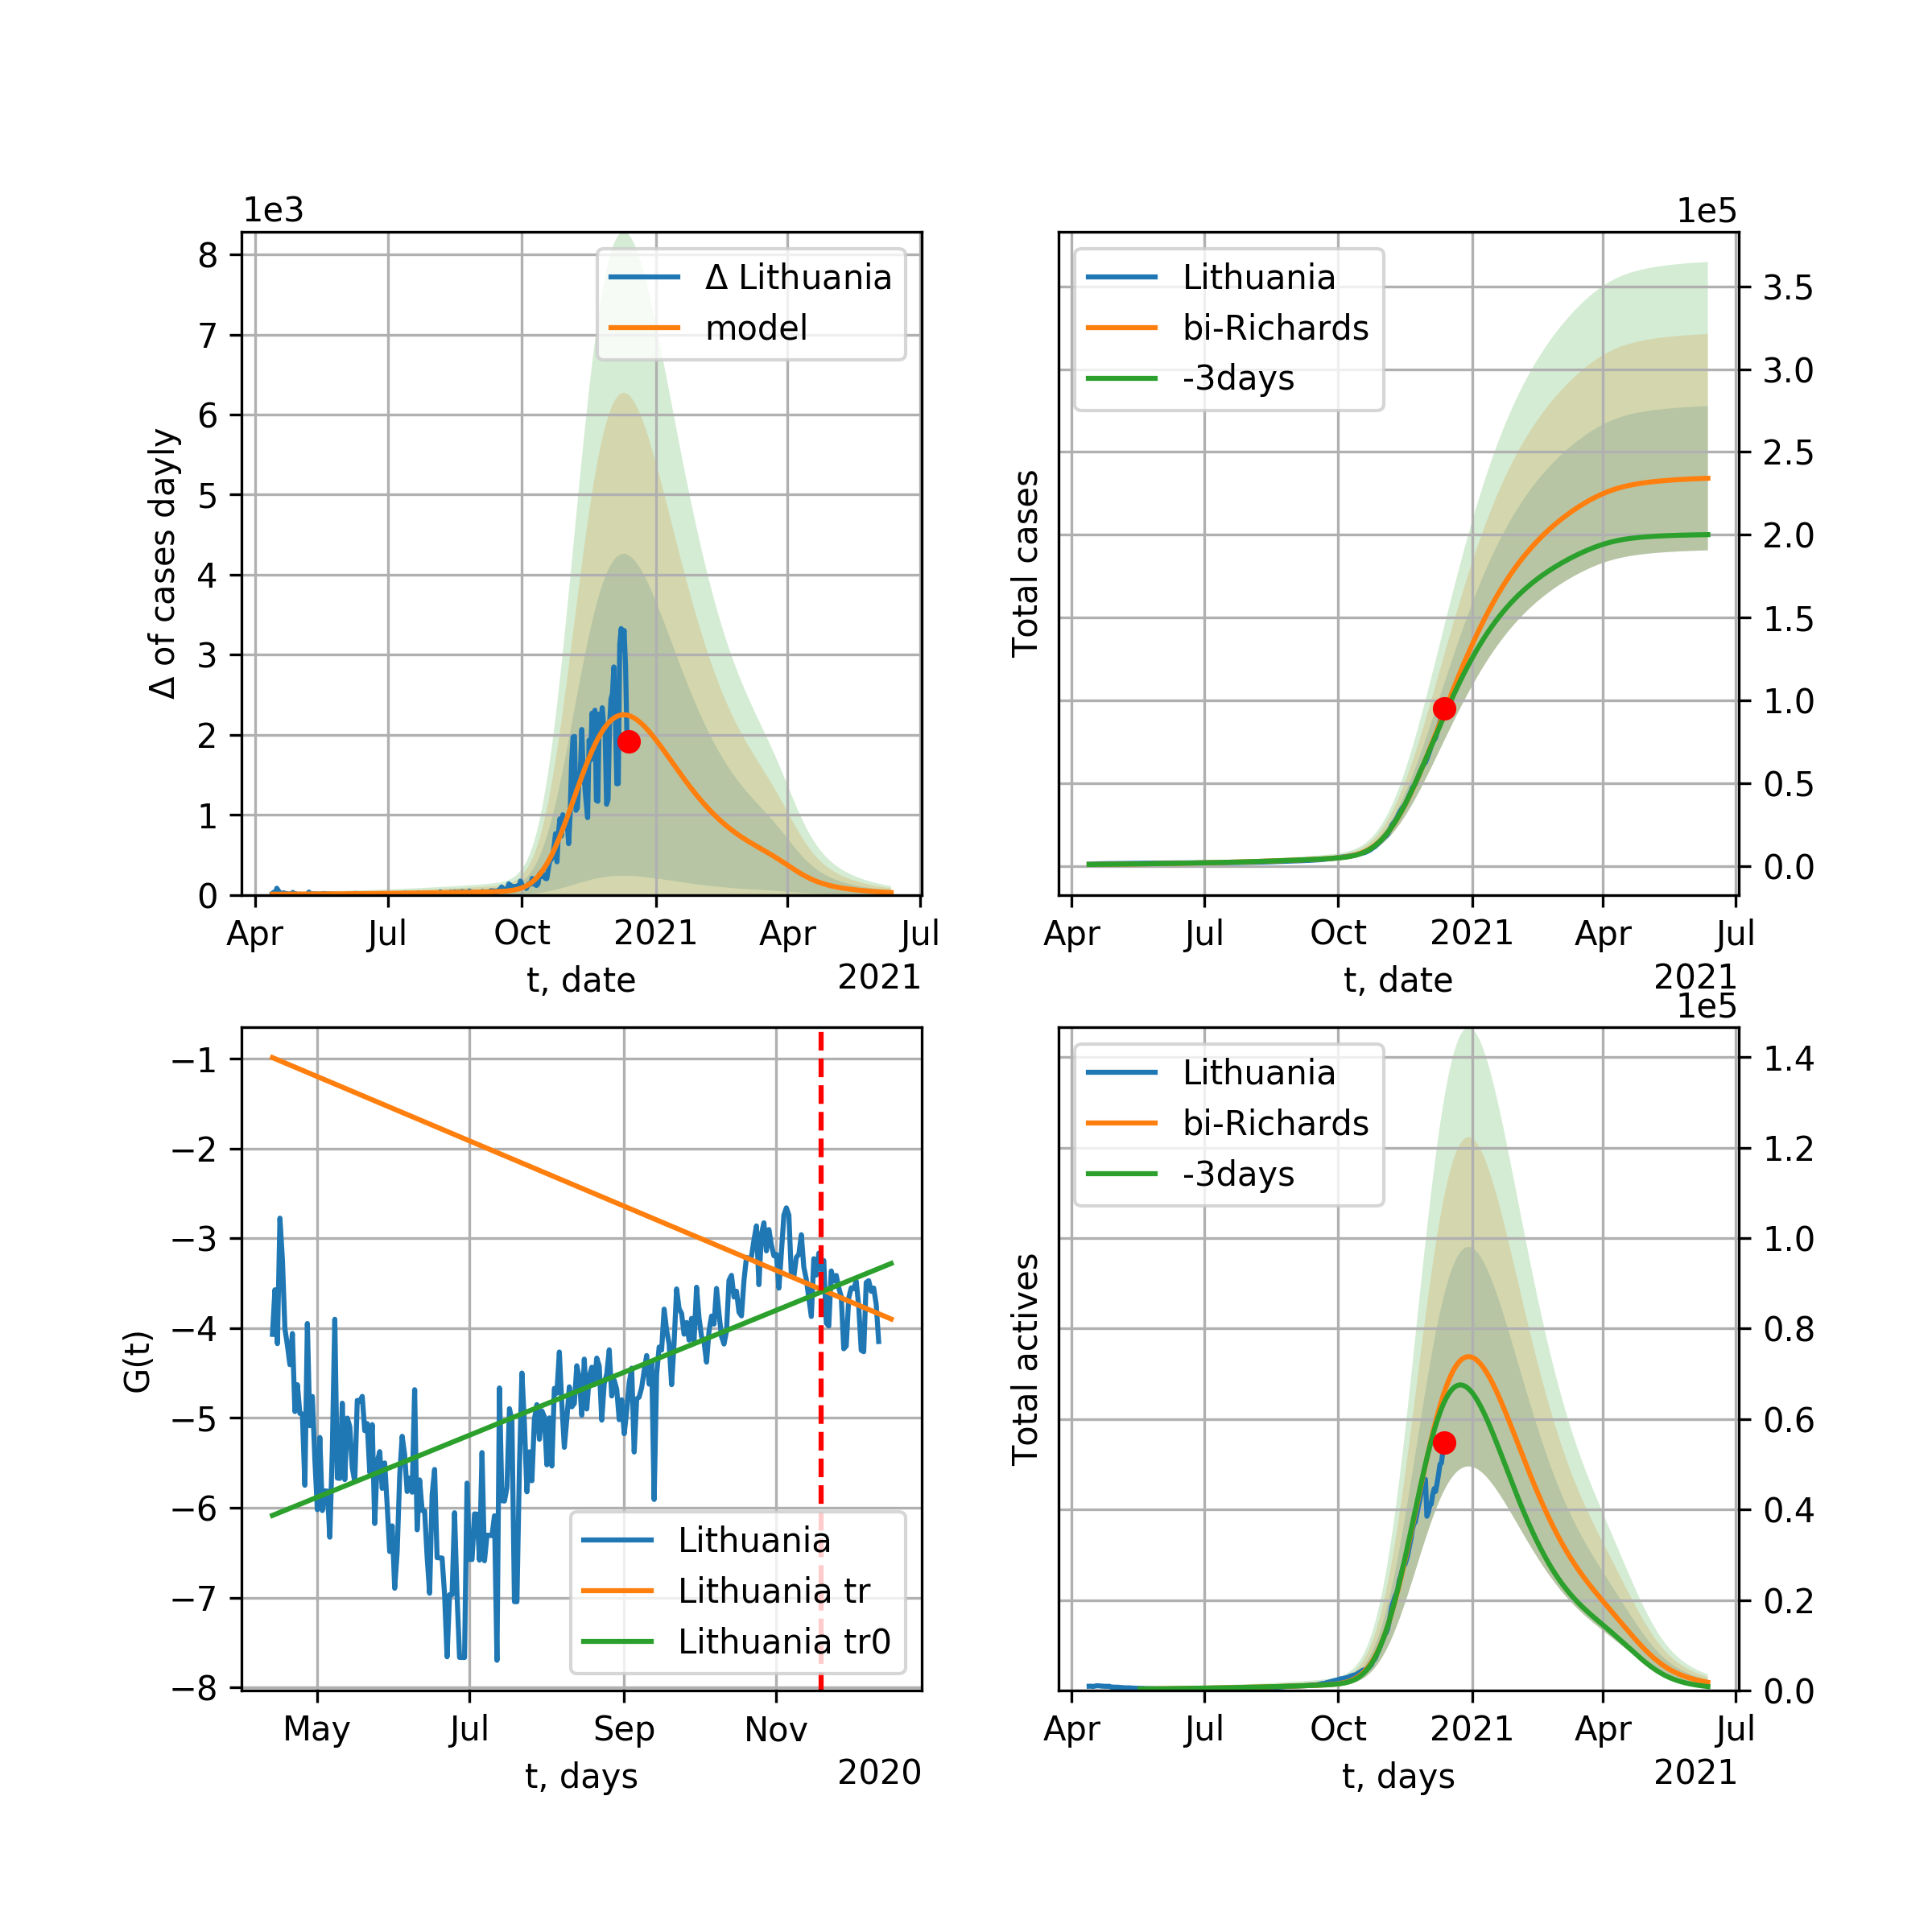 1e3
8
7
6
5
4
3
2
1
0
Δ of cases dayly
Δ Lithuania
model
Apr Jul Oct 2021 Apr Jul
t, date
2021
1e5
Lithuania
bi-Richards
-3days
3.5
3.0
2.5
2.0
1.5
1.0
0.5
0.0
Total cases
Apr Jul Oct 2021 Apr Jul
t, date
2021
−1
−2
−3
−4
−5
−6
−7
−8
G(t)
Lithuania
Lithuania tr
Lithuania tr0
May Jul Sep Nov
t, days
2020
1e5
Lithuania
bi-Richards
-3days
1.4
1.2
1.0
0.8
0.6
0.4
0.2
0.0
Total actives
Apr Jul Oct 2021 Apr Jul
t, days
2021